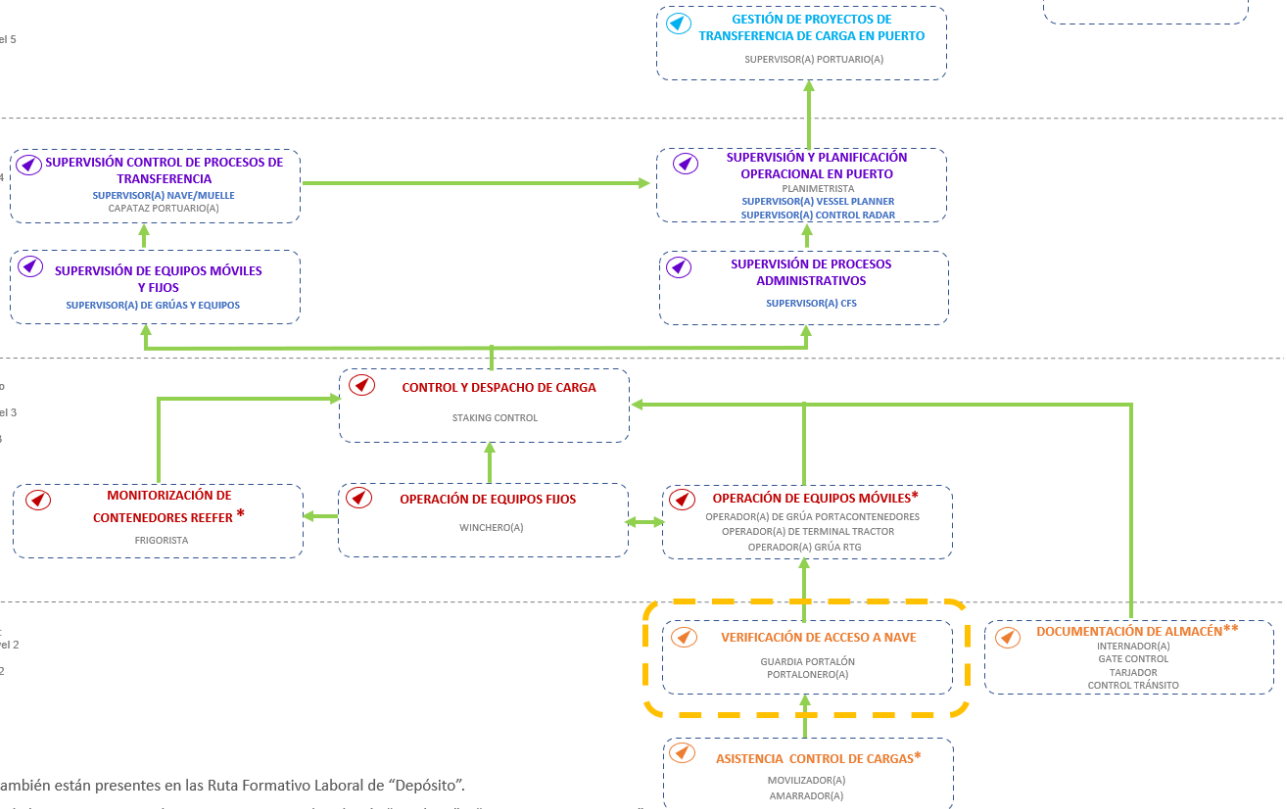 GESTIÓN DE PROYECTOS DE
TRANSFERENCIA DE CARGA EN PUERTO
SUPERVISOR(A) PORTUARIO(A)
el 5
SUPERVISIÓN CONTROL DE PROCESOS DE
TRANSFERENCIA
SUPERVISOR(A) NAVE/MUELLE
CAPATAZ PORTUARIO(A)
4
SUPERVISIÓN Y PLANIFICACIÓN
OPERACIONAL EN PUERTO
PLANIMETRISTA
SUPERVISOR(A) VESSEL PLANNER
SUPERVISOR(A) CONTROL RADAR
SUPERVISIÓN DE EQUIPOS MÓVILES
Y FIJOS
SUPERVISOR(A) DE GRÚAS Y EQUIPOS
SUPERVISIÓN DE PROCESOS
ADMINISTRATIVOS
SUPERVISOR(A) CFS
o
el 3
CONTROL Y DESPACHO DE CARGA
STAKING CONTROL
MONITORIZACIÓN DE
CONTENEDORES REEFER *
FRIGORISTA
OPERACIÓN DE EQUIPOS FIJOS
WINCHERO(A)
OPERACIÓN DE EQUIPOS MÓVILES*
OPERADOR(A) DE GRÚA PORTACONTENEDORES
OPERADOR(A) DE TERMINAL TRACTOR
OPERADOR(A) GRÚA RTG
el 2
2
VERIFICACIÓN DE ACCESO A NAVE
GUARDIA PORTALÓN
PORTALONERO(A)
DOCUMENTACIÓN DE ALMACÉN**
INTERNADOR(A)
GATE CONTROL
TARJADOR
CONTROL TRÁNSITO
ASISTENCIA CONTROL DE CARGAS*
MOVILIZADOR(A)
AMARRADOR(A)
ambién están presentes en las Ruta Formativo Laboral de “Depósito”.